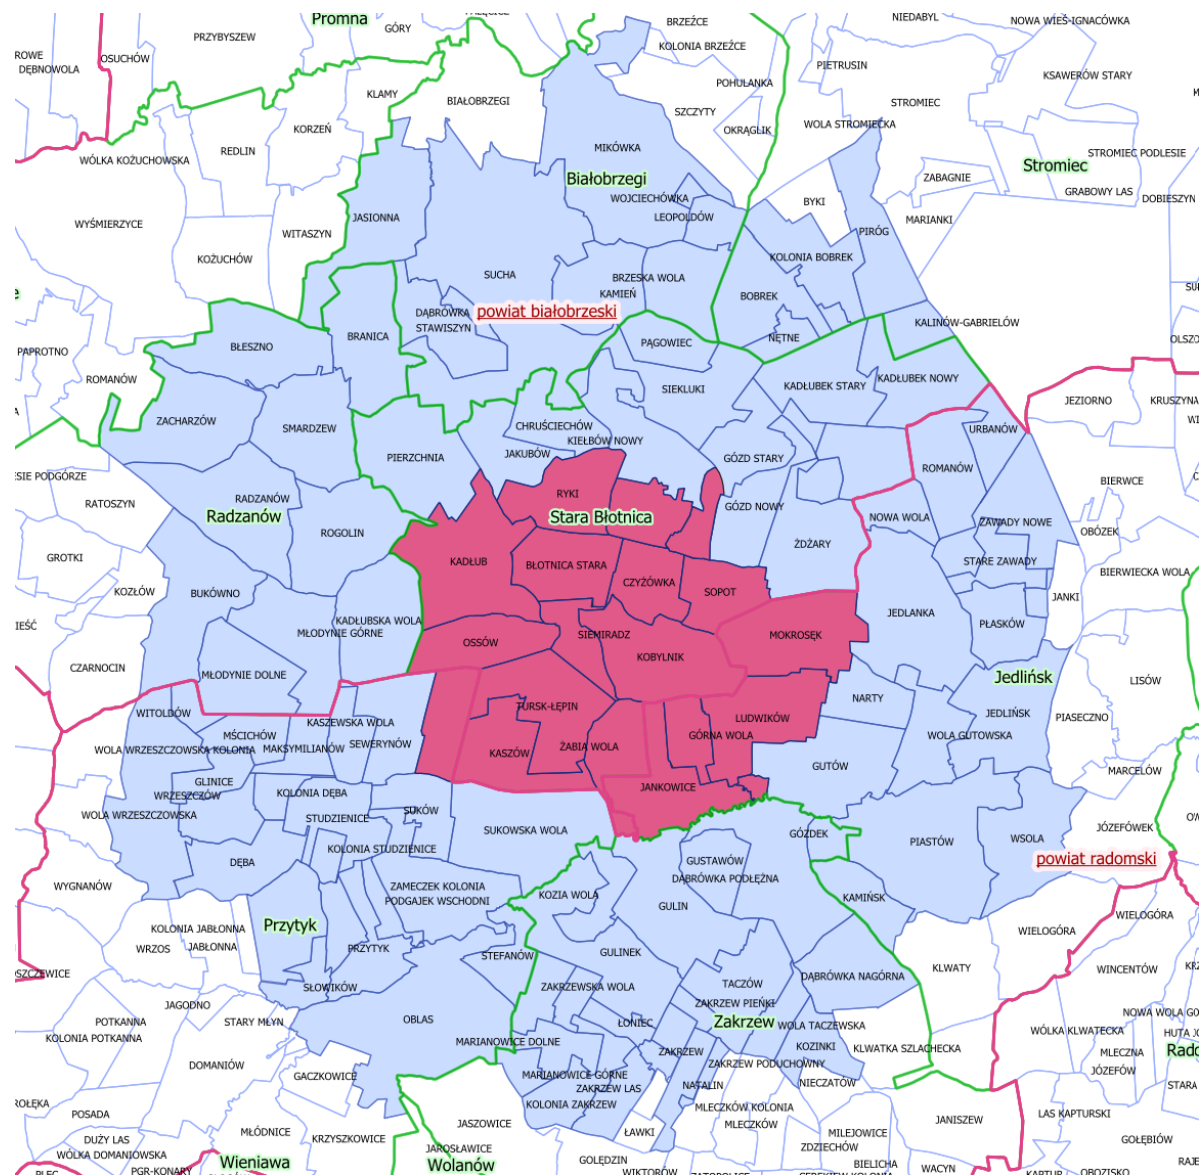 Promna
PRZYBYSZEW
GÓRY
BRZEŹCE
NIEDABYL
NOWA WIEŚ-IGNACÓWKA
ROWE
DĘBNOWOLA
OSUCHÓW
KOLONIA BRZEŹCE
PIETRUSIN
KSAWERÓW STARY
KLAMY
BIAŁOBRZEGI
POHULANKA
SZCZYTY
STROMIEC
KORZEŃ
OKRĄGLIK
WOLA STROMIECKA
WÓLKA KOŻUCHOWSKA
REDLIN
MIKÓWKA
STROMIEC PODLESIE
Stromiec
Białobrzegi
ZABAGNIE
GRABOWY LAS
DOBIESZYN
WOJCIECHÓWKA
BYKI
JASIONNA
LEOPOLDÓW
MARIANKI
WYŚMIERZYCE
WITASZYN
PIRÓG
KOŻUCHÓW
KOLONIA BOBREK
SUCHA
BRZESKA WOLA
KAMIEŃ
BOBREK
DĄBRÓWKA
powiat białobrzeski
STAWISZYN
KALINÓW-GABRIELÓW
BRANICA
NĘTNE
BŁESZNO
PĄGOWIEC
OLSZO
PAPROTNO
ROMANÓW
KADŁUBEK NOWY
KADŁUBEK STARY
SIEKLUKI
JEZIORNO
KRUSZYNA
ZACHARZÓW
SMARDZEW
CHRUŚCIECHÓW
KIEŁBÓW NOWY
URBANÓW
JAKUBÓW
PIERZCHNIA
GÓZD STARY
ROMANÓW
SIE PODGÓRZE
RATOSZYN
BIERWCE
RADZANÓW
Radzanów
RYKI
Stara Błotnica
GÓZD NOWY
NOWA WOLA
ZAWADY NOWE
OBÓZEK
ROGOLIN
ŻDŻARY
GROTKI
KADŁUB
BŁOTNICA STARA
STARE ZAWADY
BIERWIECKA WOLA
CZYŻÓWKA
SOPOT
KOZŁÓW
BUKÓWNO
JANKI
JEDLANKA
IEŚĆ
KADŁUBSKA WOLA
MŁODYNIE GÓRNE
PŁASKÓW
SIEMIRADZ
MOKROSĘK
OSSÓW
KOBYLNIK
CZARNOCIN
MŁODYNIE DOLNE
Jedlińsk
LISÓW
NARTY
TURSK-ŁĘPIN
WITOLDÓW
JEDLIŃSK
PIASECZNO
KASZEWSKA WOLA
LUDWIKÓW
MŚCICHÓW
GÓRNA WOLA
WOLA GUTOWSKA
WOLA WRZESZCZOWSKA KOLONIA
MAKSYMILIANÓW
SEWERYNÓW
ŻABIA WOLA
KASZÓW
GUTÓW
MARCELÓW
GLINICE
JANKOWICE
WRZESZCZÓW
KOLONIA DĘBA
SUKÓW
WOLA WRZESZCZOWSKA
STUDZIENICE
SUKOWSKA WOLA
GÓZDEK
JÓZEFÓWEK
WSOLA
PIASTÓW
KOLONIA STUDZIENICE
DĘBA
GUSTAWÓW
powiat radomski
DĄBRÓWKA PODŁĘŻNA
WYGNANÓW
ZAMECZEK KOLONIA
PODGAJEK WSCHODNI
KOZIA WOLA
KAMIŃSK
GULIN
WIELOGÓRA
Przytyk
KOLONIA JABŁONNA
WIELOGÓRA
WRZOS
JABŁONNA
PRZYTYK
GULINEK
STEFANÓW
KLWATY
WINCENTÓW
OSZCZEWICE
DĄBRÓWKA NAGÓRNA
TACZÓW
SŁOWIKÓW
ZAKRZEWSKA WOLA
JAGODNO
ZAKRZEW PIEŃKI
POTKANNA
STARY MŁYN
OBLAS
ŁONIEC
Zakrzew
WOLA TACZEWSKA
WÓLKA KLWATECKA
KOLONIA POTKANNA
MARIANOWICE DOLNE
KOZINKI
KLWATKA SZLACHECKA
ZAKRZEW
MLECZNA
DOMANIÓW
ZAKRZEW PODUCHOWNY
JÓZEFÓW
GACZKOWICE
MARIANOWICE GÓRNE
NIECZATÓW
ZAKRZEW LAS
NATALIN
STARA
KOLONIA ZAKRZEW
MLECZKÓW KOLONIA
POSADA
LAS KAPTURSKI
JASZOWICE
MLECZKÓW
JANISZEW
MŁÓDNICE
KRZYSZKOWICE
ŁAWKI
MILEJOWICE
DUŻY LAS
GOŁĘBIÓW
JAROSŁAWICE
ZDZIECHÓW
WÓLKA DOMANIOWSKA
Wieniawa
Wolanów
GOLĘDZIN
BIELICHA
PGR-KONARY
WACYN